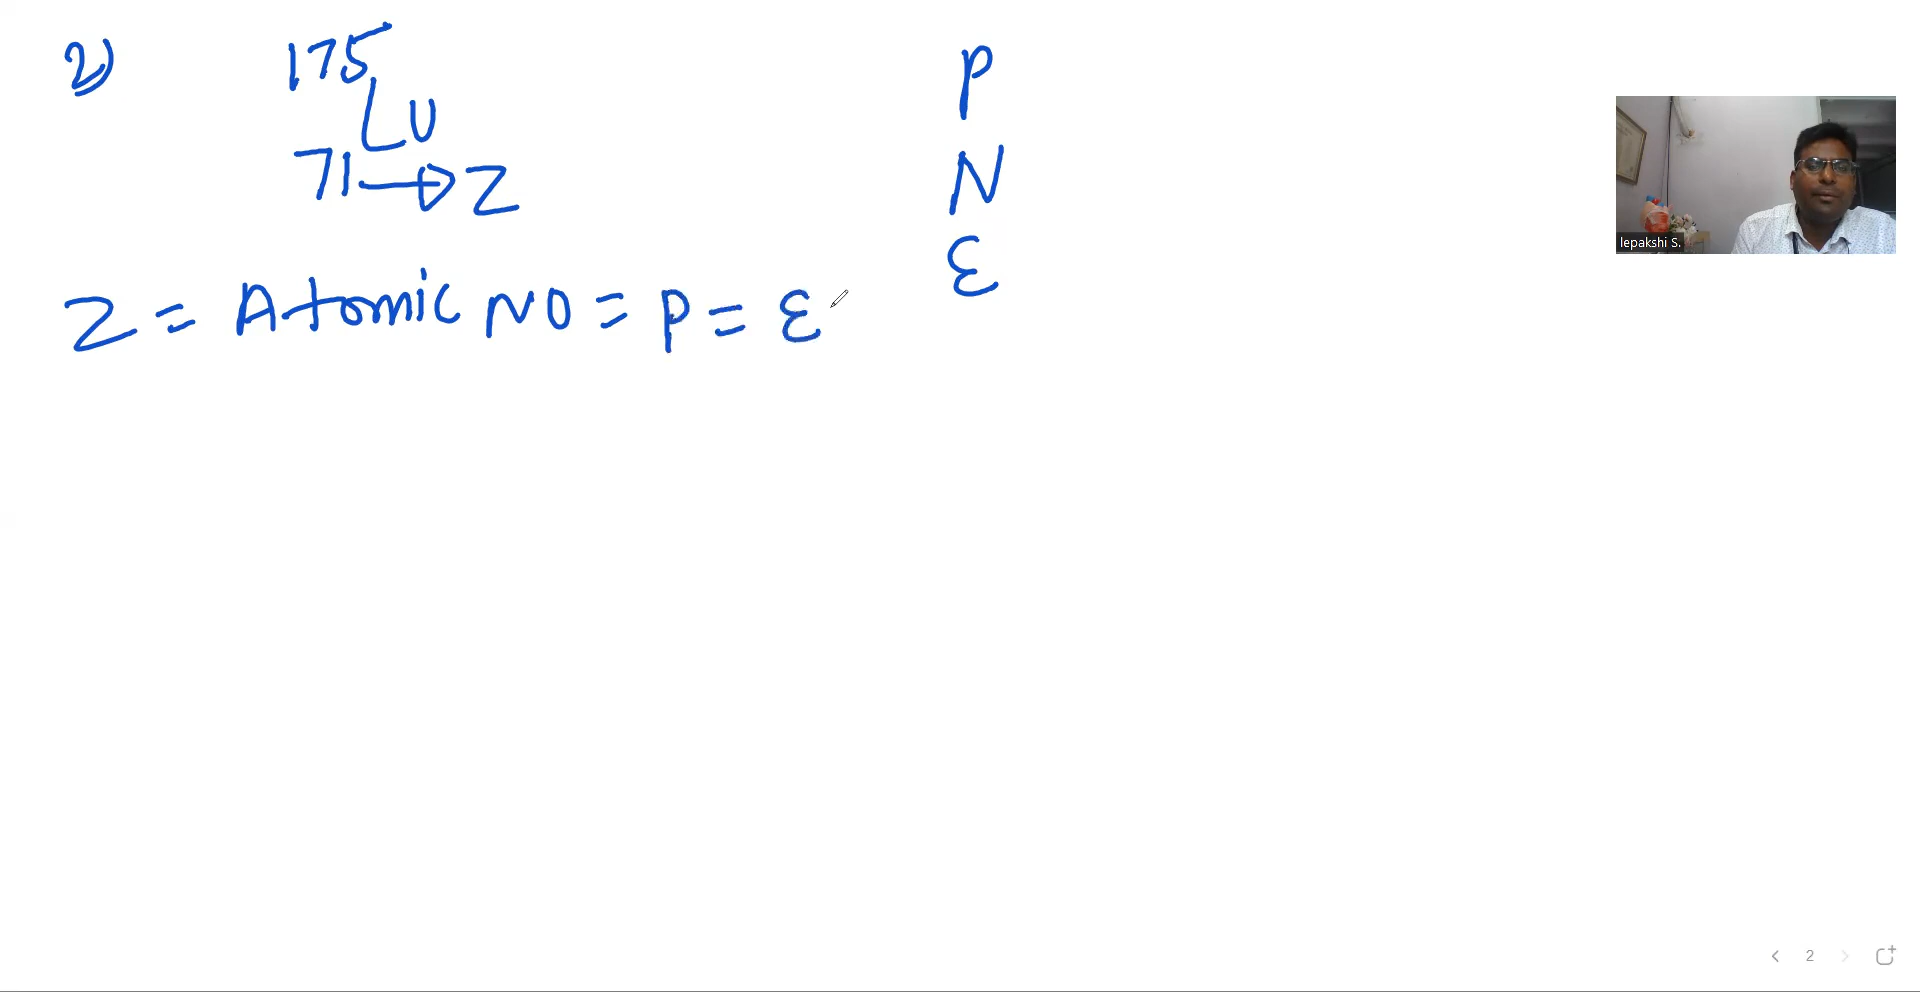 2)
175
LU
71 → Z
Z = Atomic NO = P = E
P
N
E
lepakshi S.
2